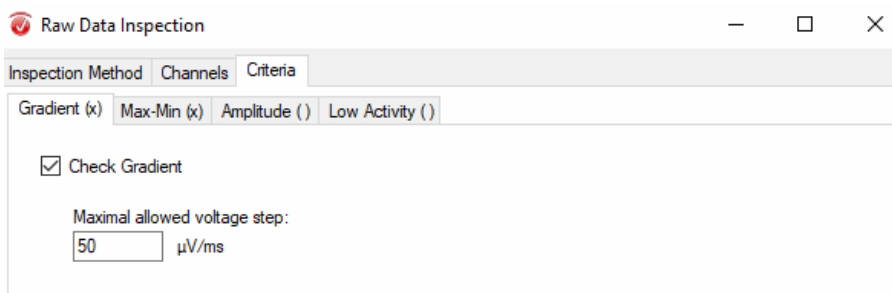 Raw Data Inspection
Inspection Method Channels Criteria
Gradient (x) Max-Min (x) Amplitude ( ) Low Activity ( )
Check Gradient
Maximal allowed voltage step:
50 µV/ms